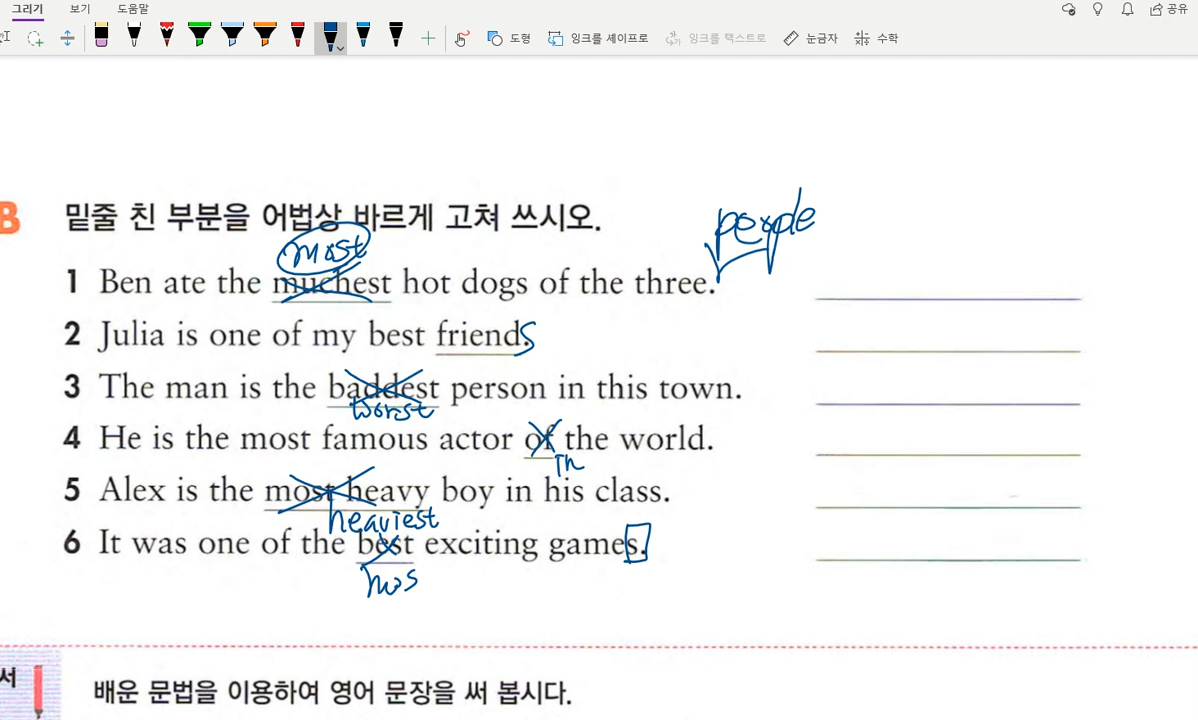 그리기 보기 도움말 공유
도형 잉크를 셰이프로 잉크를 텍스트로 눈금자 수학
B 밑줄 친 부분을 어법상 바르게 고쳐 쓰시오.
people
most
1 Ben ate the muchest hot dogs of the three.
2 Julia is one of my best friends
3 The man is the baddest person in this town.
worst
4 He is the most famous actor of the world.
in
5 Alex is the most heavy boy in his class.
heaviest
6 It was one of the best exciting games.
mos
서 배운 문법을 이용하여 영어 문장을 써 봅시다.